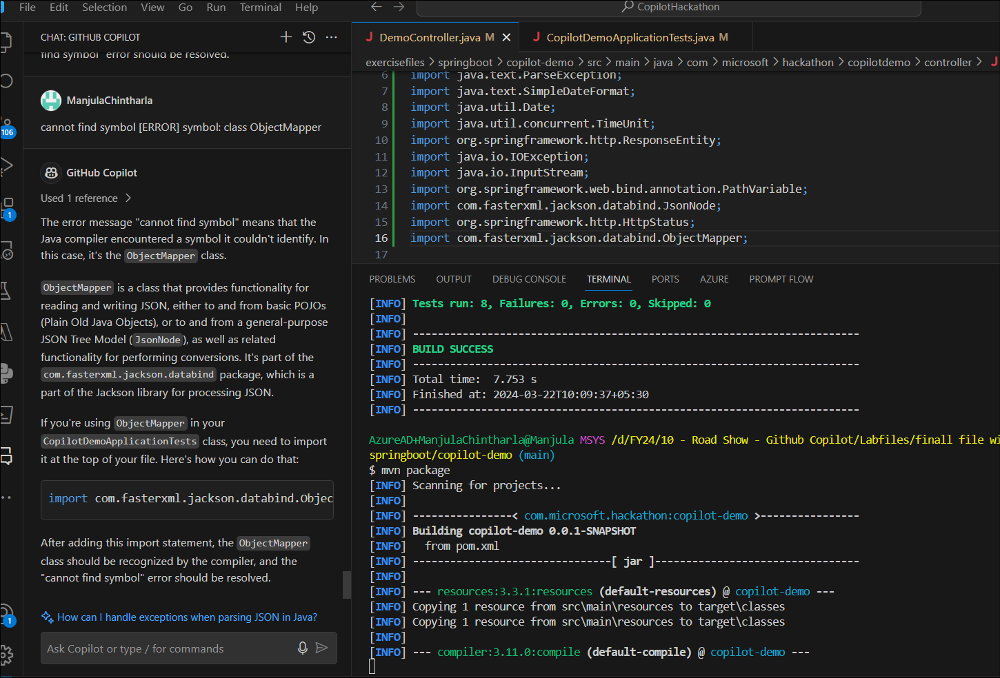 File Edit Selection View Go Run Terminal Help
CopilotHackathon
CHAT: GITHUB COPILOT
find symbol" error should be resolved.
ManjulaChintharla
cannot find symbol [ERROR] symbol: class ObjectMapper
GitHub Copilot
Used 1 reference
The error message "cannot find symbol" means that the
Java compiler encountered a symbol it couldn't identify. In
this case, it's the ObjectMapper class.
ObjectMapper is a class that provides functionality for
reading and writing JSON, either to and from basic POJOs
(Plain Old Java Objects), or to and from a general-purpose
JSON Tree Model (JsonNode), as well as related
functionality for performing conversions. It's part of the
com.fasterxml.jackson.databind package, which is a
part of the Jackson library for processing JSON.
If you're using ObjectMapper in your
CopilotDemoApplicationTests class, you need to import
it at the top of your file. Here's how you can do that:
import com.fasterxml.jackson.databind.Objec
After adding this import statement, the ObjectMapper
class should be recognized by the compiler, and the
"cannot find symbol" error should be resolved.
How can I handle exceptions when parsing JSON in Java?
Ask Copilot or type / for commands
106
1
1
DemoController.java M
CopilotDemoApplicationTests.java M
exercisefiles > springboot > copilot-demo > src > main > java > com > microsoft > hackathon > copilotdemo > controller > J
6 import java.text.ParseException;
7 import java.text.SimpleDateFormat;
8 import java.util.Date;
9 import java.util.concurrent.TimeUnit;
10 import org.springframework.http.ResponseEntity;
11 import java.io.IOException;
12 import java.io.InputStream;
13 import org.springframework.web.bind.annotation.PathVariable;
14 import com.fasterxml.jackson.databind.JsonNode;
15 import org.springframework.http.HttpStatus;
16 import com.fasterxml.jackson.databind.ObjectMapper;
17
PROBLEMS OUTPUT DEBUG CONSOLE TERMINAL PORTS AZURE PROMPT FLOW
[INFO] Tests run: 8, Failures: 0, Errors: 0, Skipped: 0
[INFO]
[INFO] ------------------------------------------------------------------------
[INFO] BUILD SUCCESS
[INFO] ------------------------------------------------------------------------
[INFO] Total time:  7.753 s
[INFO] Finished at: 2024-03-22T10:09:37+05:30
[INFO] ------------------------------------------------------------------------
AzureAD+ManjulaChintharla@Manjula MSYS /d/FY24/10 - Road Show - Github Copilot/Labfiles/finall file wi
springboot/copilot-demo (main)
$ mvn package
[INFO] Scanning for projects...
[INFO]
[INFO] ----------------< com.microsoft.hackathon:copilot-demo >----------------
[INFO] Building copilot-demo 0.0.1-SNAPSHOT
[INFO]   from pom.xml
[INFO] --------------------------------[ jar ]---------------------------------
[INFO]
[INFO] --- resources:3.3.1:resources (default-resources) @ copilot-demo ---
[INFO] Copying 1 resource from src\main\resources to target\classes
[INFO] Copying 1 resource from src\main\resources to target\classes
[INFO]
[INFO] --- compiler:3.11.0:compile (default-compile) @ copilot-demo ---